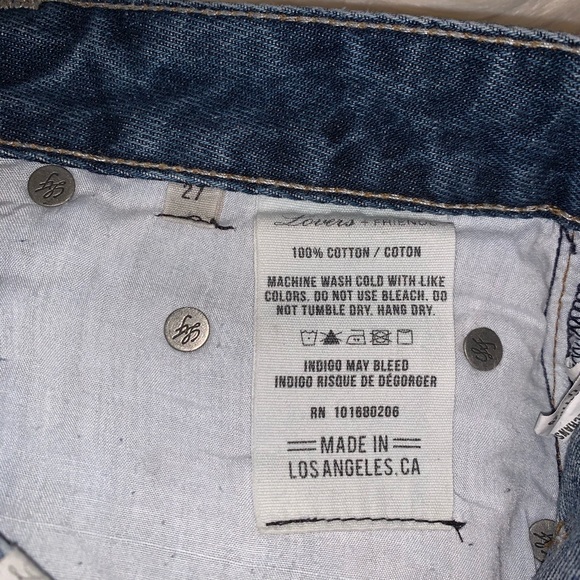 27
Lovers + FRIENDS
100% COTTON / COTON
MACHINE WASH COLD WITH LIKE
COLORS. DO NOT USE BLEACH. DO
NOT TUMBLE DRY. HANG DRY.
INDIGO MAY BLEED
INDIGO RISQUE DE DÉGORGER
RN 101680206
MADE IN
LOS ANGELES, CA